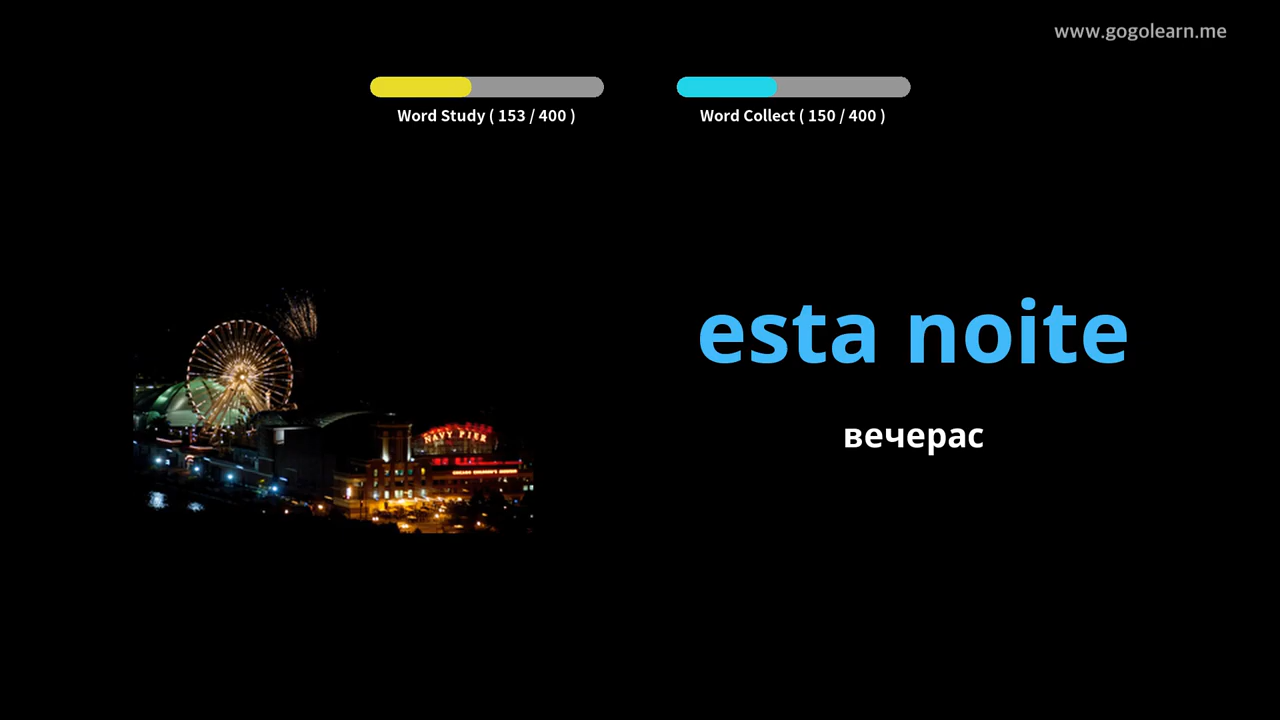 www.gogolearn.me
Word Study ( 153 / 400 )
Word Collect ( 150 / 400 )
esta noite
вечерас
NAVY PIER